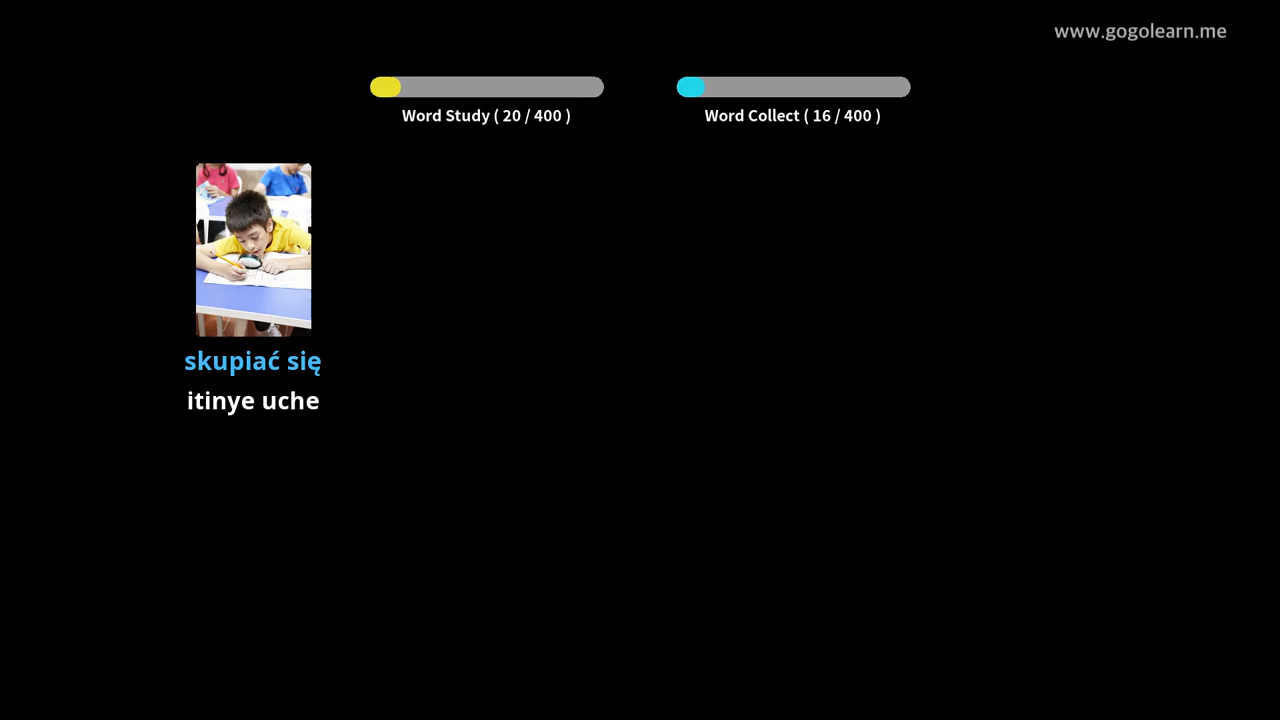 www.gogolearn.me
Word Study ( 20 / 400 )
Word Collect ( 16 / 400 )
skupiać się
itinye uche